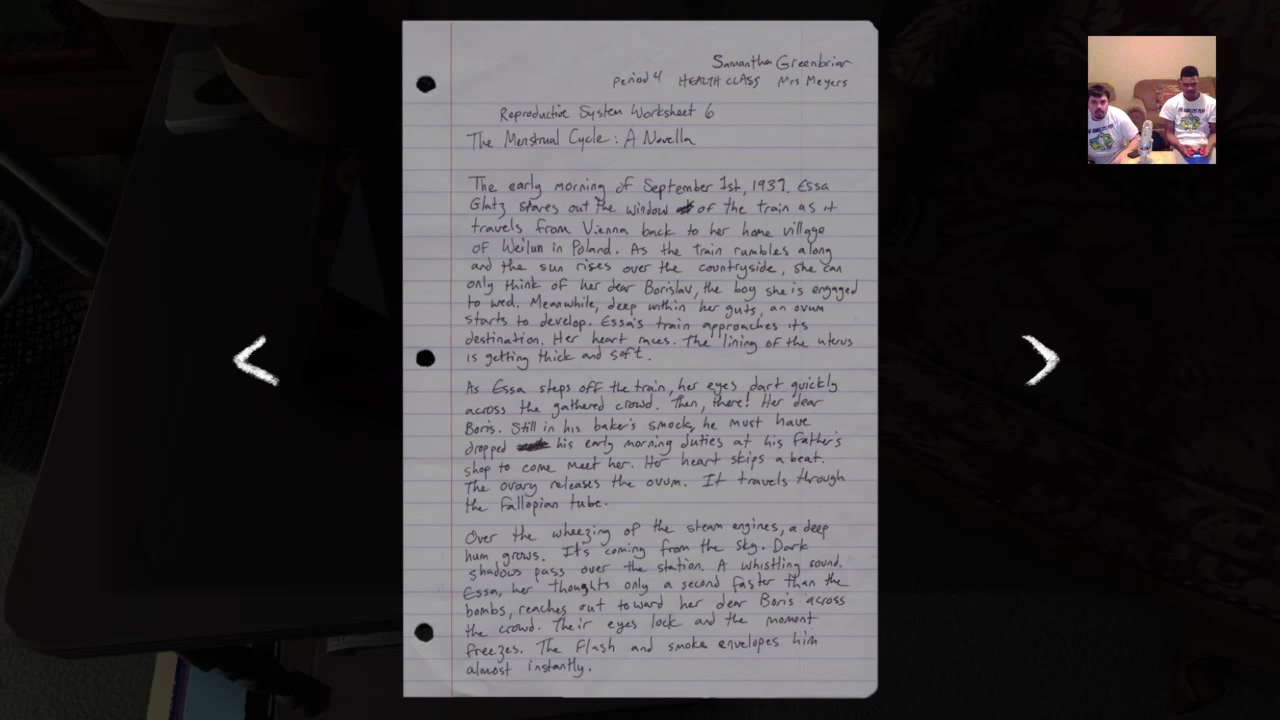 Samantha Greenbriar
period 4 HEALTH CLASS Mrs Meyers
Reproductive System Worksheet 6
The Menstrual Cycle: A Novella
The early morning of September 1st, 1939. Essa
Glatz stares out the window of the train as it
travels from Vienna back to her home village
of Weilun in Poland. As the train rumbles along
and the sun rises over the countryside, she can
only think of her dear Borislav, the boy she is engaged
to wed. Meanwhile, deep within her guts, an ovum
starts to develop. Essa's train approaches its
destination. Her heart races. The lining of the uterus
is getting thick and soft.
As Essa steps off the train, her eyes dart quickly
across the gathered crowd. Then, there! Her dear
Boris. Still in his baker's smock, he must have
dropped his early morning duties at his father's
shop to come meet her. Her heart skips a beat.
The ovary releases the ovum. It travels through
the fallopian tube.
Over the wheezing of the steam engines, a deep
hum grows. It's coming from the sky. Dark
shadows pass over the station. A whistling sound.
Essa, her thoughts only a second faster than the
bombs, reaches out toward her dear Boris across
the crowd. Their eyes lock and the moment
freezes. The flash and smoke envelopes him
almost instantly.